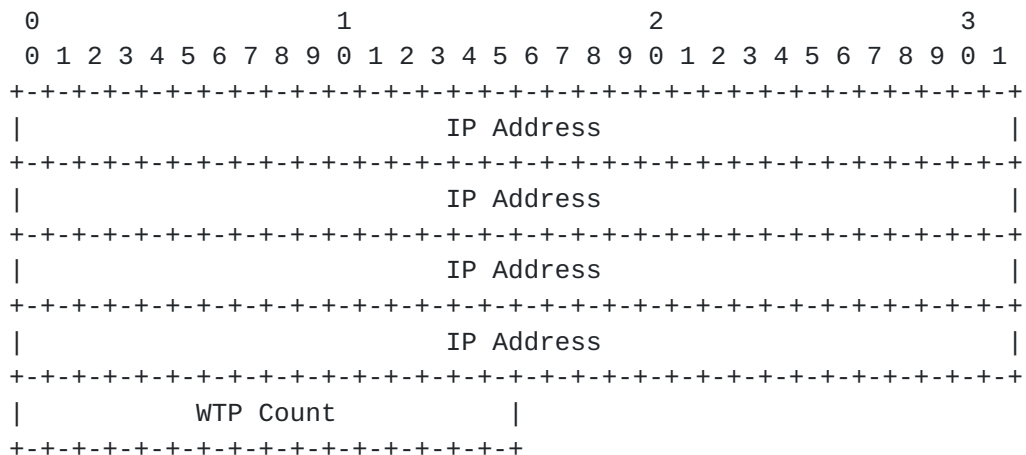 0                   1                   2                   3
 0 1 2 3 4 5 6 7 8 9 0 1 2 3 4 5 6 7 8 9 0 1 2 3 4 5 6 7 8 9 0 1
+-+-+-+-+-+-+-+-+-+-+-+-+-+-+-+-+-+-+-+-+-+-+-+-+-+-+-+-+-+-+-+-+
|                           IP Address                          |
+-+-+-+-+-+-+-+-+-+-+-+-+-+-+-+-+-+-+-+-+-+-+-+-+-+-+-+-+-+-+-+-+
|                           IP Address                          |
+-+-+-+-+-+-+-+-+-+-+-+-+-+-+-+-+-+-+-+-+-+-+-+-+-+-+-+-+-+-+-+-+
|                           IP Address                          |
+-+-+-+-+-+-+-+-+-+-+-+-+-+-+-+-+-+-+-+-+-+-+-+-+-+-+-+-+-+-+-+-+
|                           IP Address                          |
+-+-+-+-+-+-+-+-+-+-+-+-+-+-+-+-+-+-+-+-+-+-+-+-+-+-+-+-+-+-+-+-+
|           WTP Count           |
+-+-+-+-+-+-+-+-+-+-+-+-+-+-+-+-+